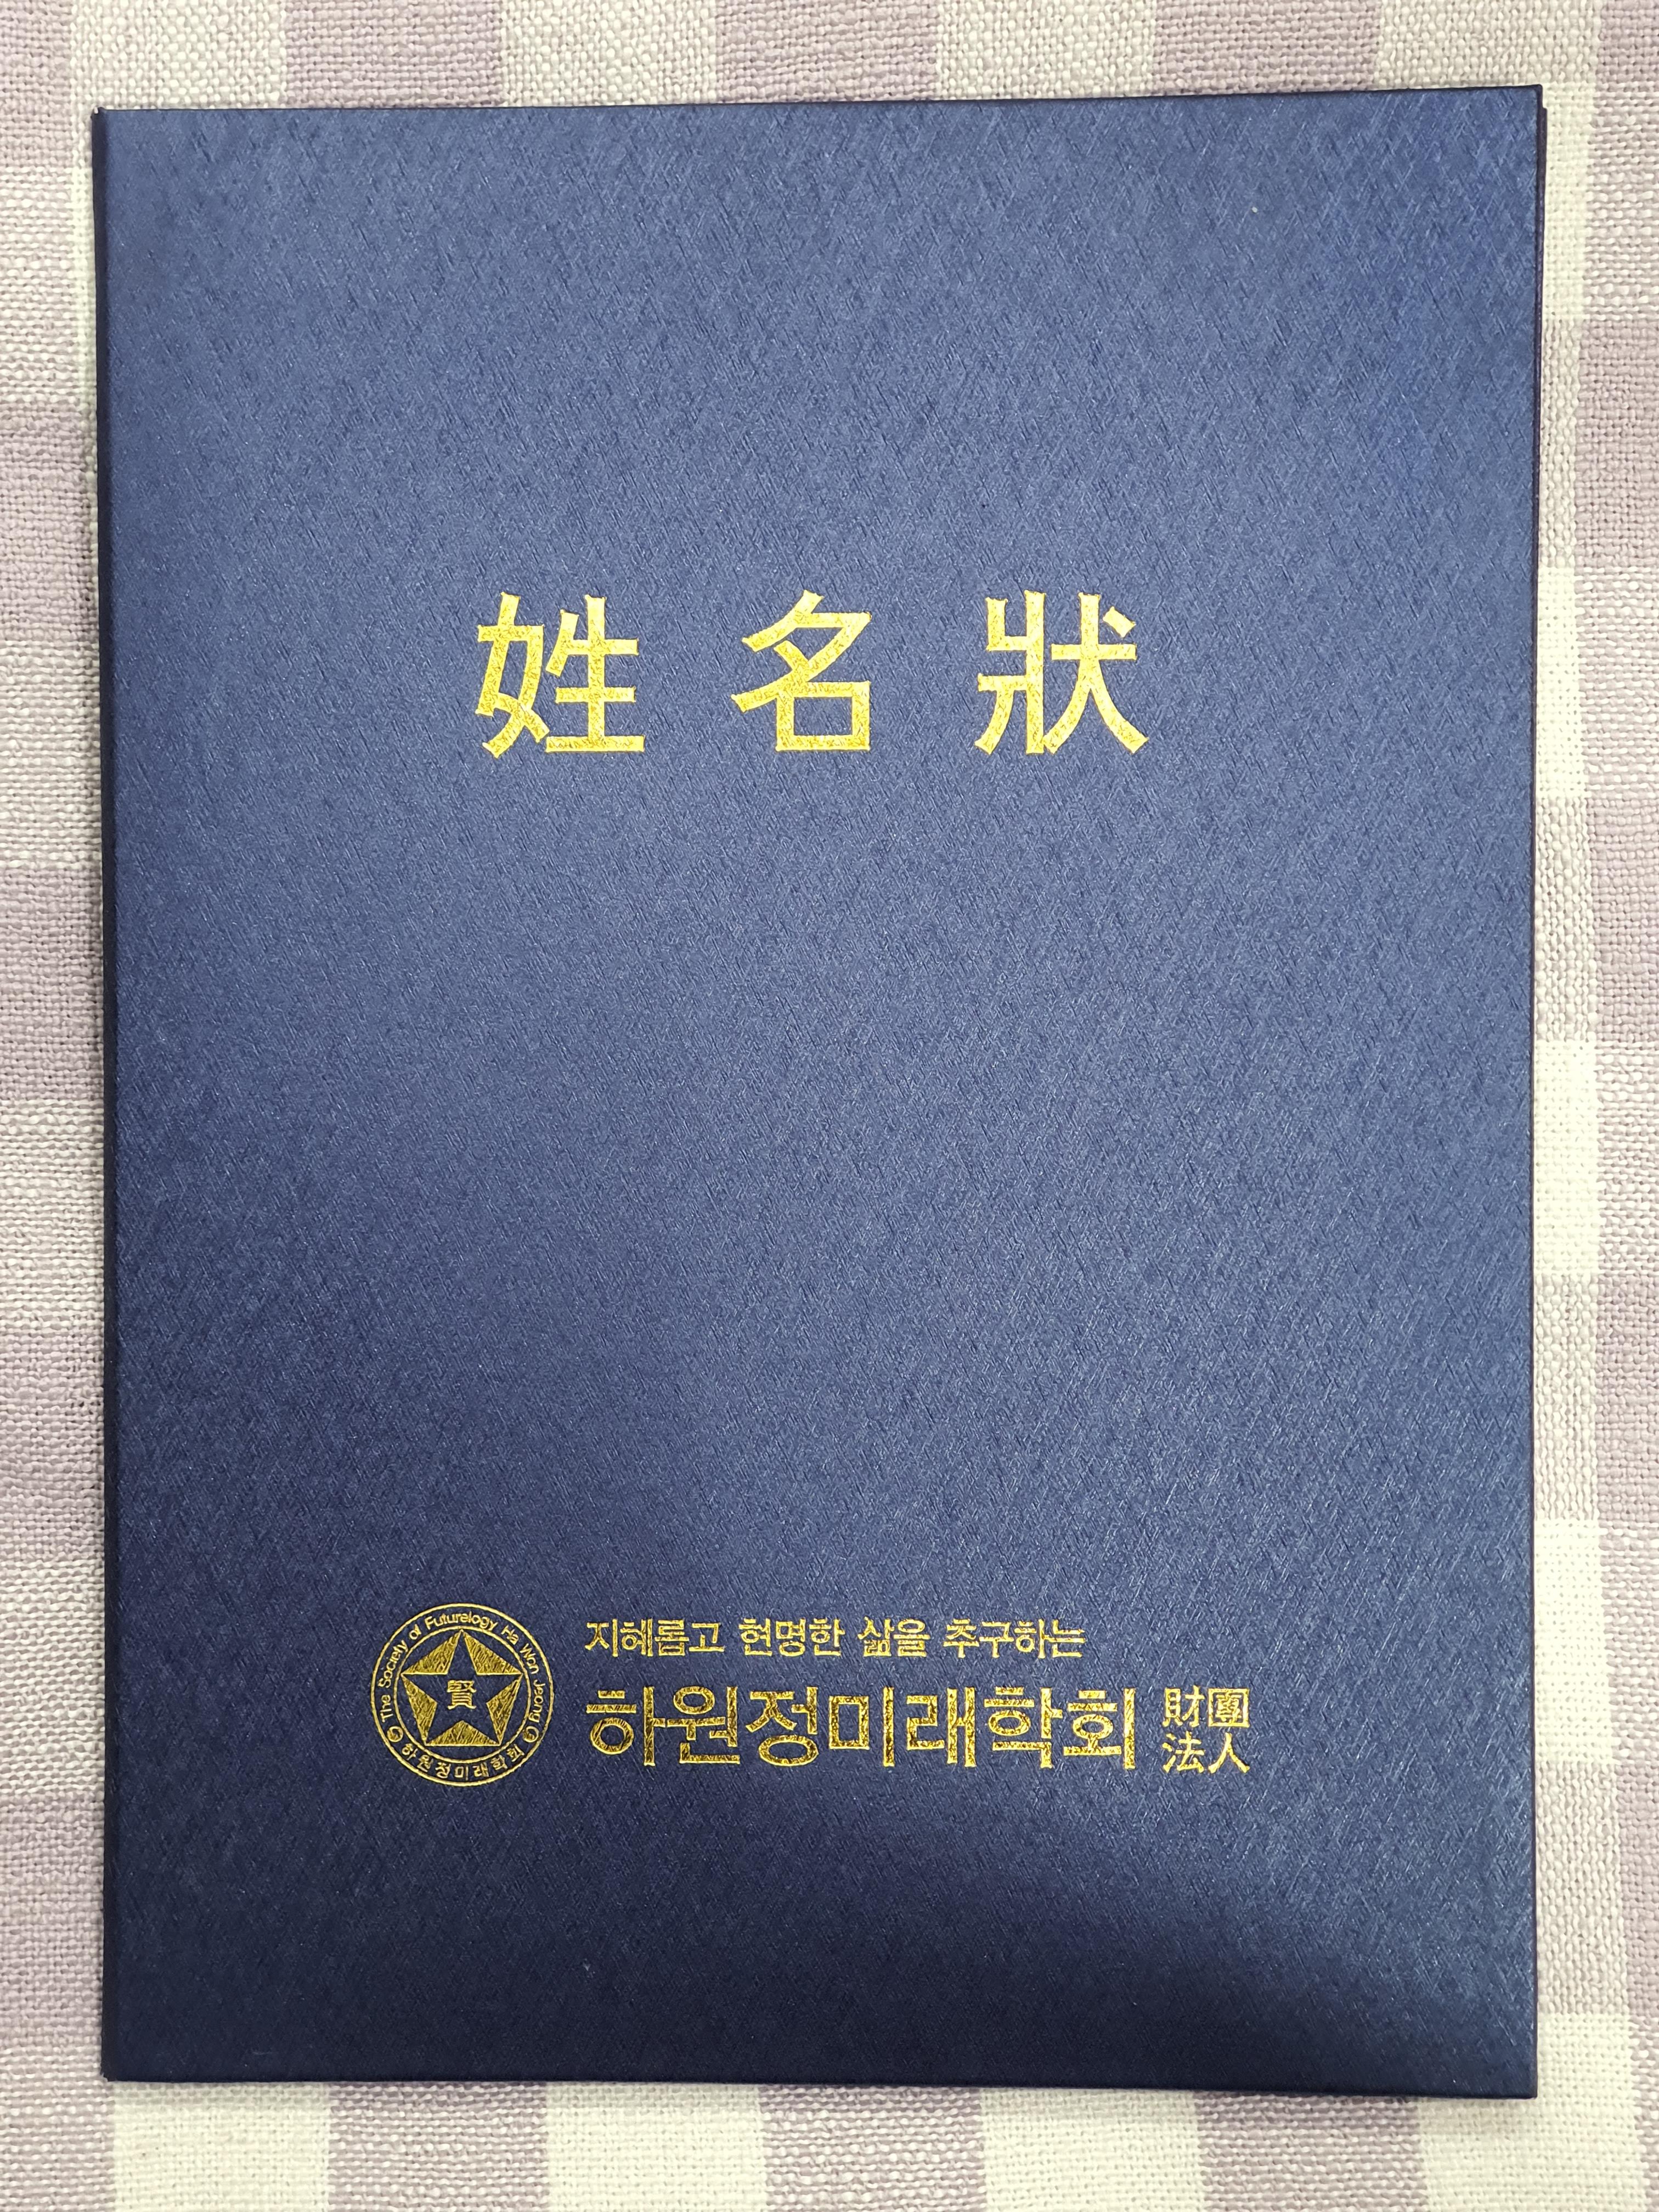 姓名狀
지혜롭고 현명한 삶을 추구하는
하원정미래학회 財團法人
The Society of Futurelogy Ha Won Jeong
賢
하원정미래학회